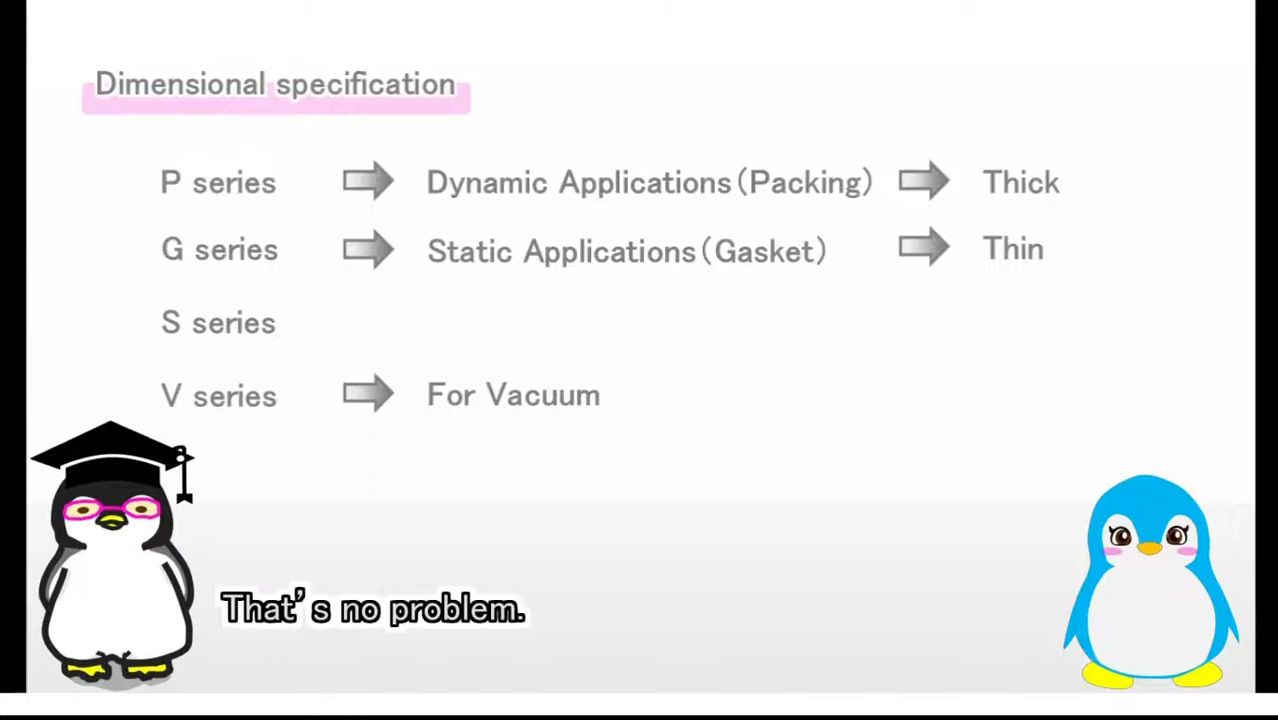 Dimensional specification
P series Dynamic Applications(Packing) Thick
G series Static Applications(Gasket) Thin
S series
V series For Vacuum
That's no problem.